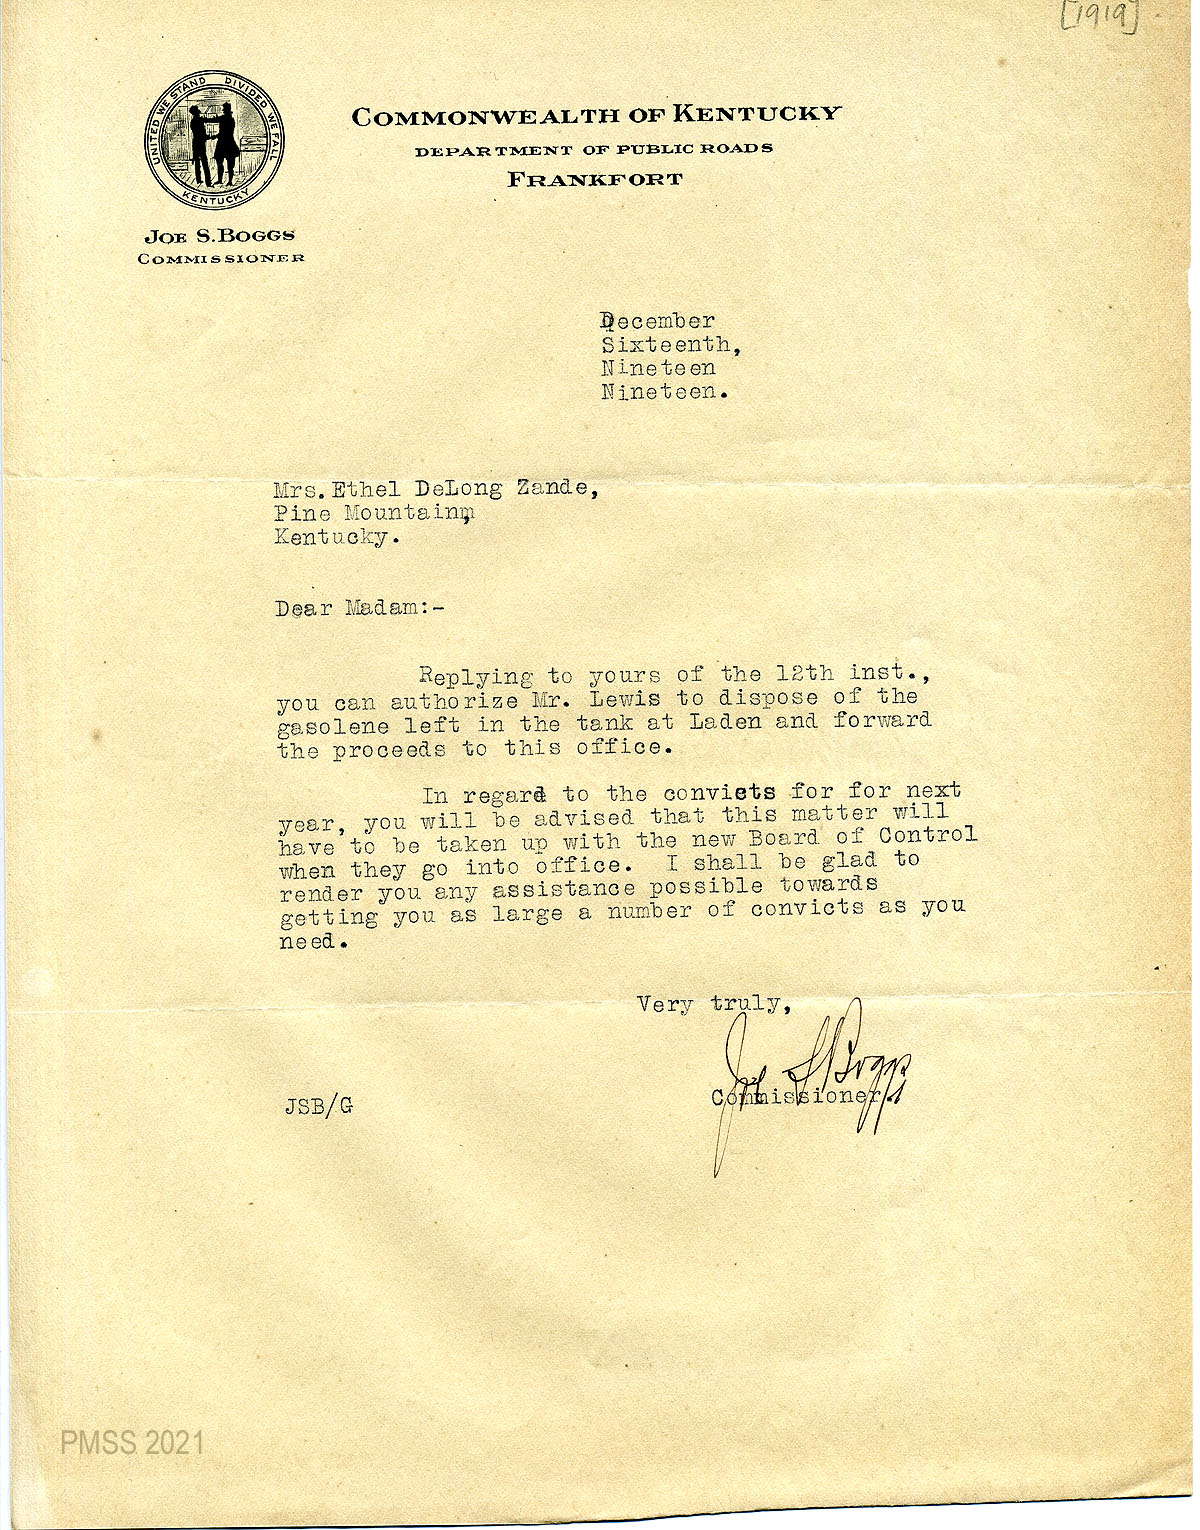 [1919]
UNITED WE STAND DIVIDED WE FALL
KENTUCKY
COMMONWEALTH OF KENTUCKY
DEPARTMENT OF PUBLIC ROADS
FRANKFORT
JOE S. BOGGS
COMMISSIONER
December
Sixteenth,
Nineteen
Nineteen.
Mrs. Ethel DeLong Zande,
Pine Mountain,
Kentucky.
Dear Madam:-
Replying to yours of the 12th inst.,
you can authorize Mr. Lewis to dispose of the
gasolene left in the tank at Laden and forward
the proceeds to this office.
In regard to the convicts for for next
year, you will be advised that this matter will
have to be taken up with the new Board of Control
when they go into office. I shall be glad to
render you any assistance possible towards
getting you as large a number of convicts as you
need.
Very truly,
Joe S Boggs
Commissioner.
JSB/G
PMSS 2021